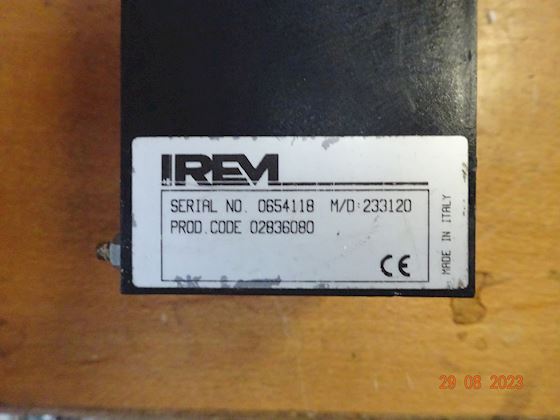 IREM
SERIAL NO. 0654118 M/D:233120
PROD.CODE 02836080
CE
MADE IN ITALY
29 08 2023